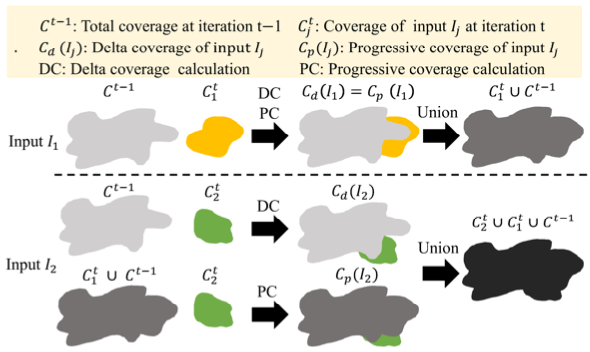 C^{t−1}: Total coverage at iteration t−1 C_j^t: Coverage of input I_j at iteration t
. C_d (I_j): Delta coverage of input I_j C_p(I_j): Progressive coverage of input I_j
DC: Delta coverage calculation PC: Progressive coverage calculation
C^{t−1} C_1^t DC C_d(I_1) = C_p (I_1) Union C_1^t ∪ C^{t−1}
PC
Input I_1
C^{t−1} C_2^t DC C_d(I_2)
C_2^t ∪ C_1^t ∪ C^{t−1}
Union
Input I_2
C_1^t ∪ C^{t−1} C_2^t PC C_p(I_2)